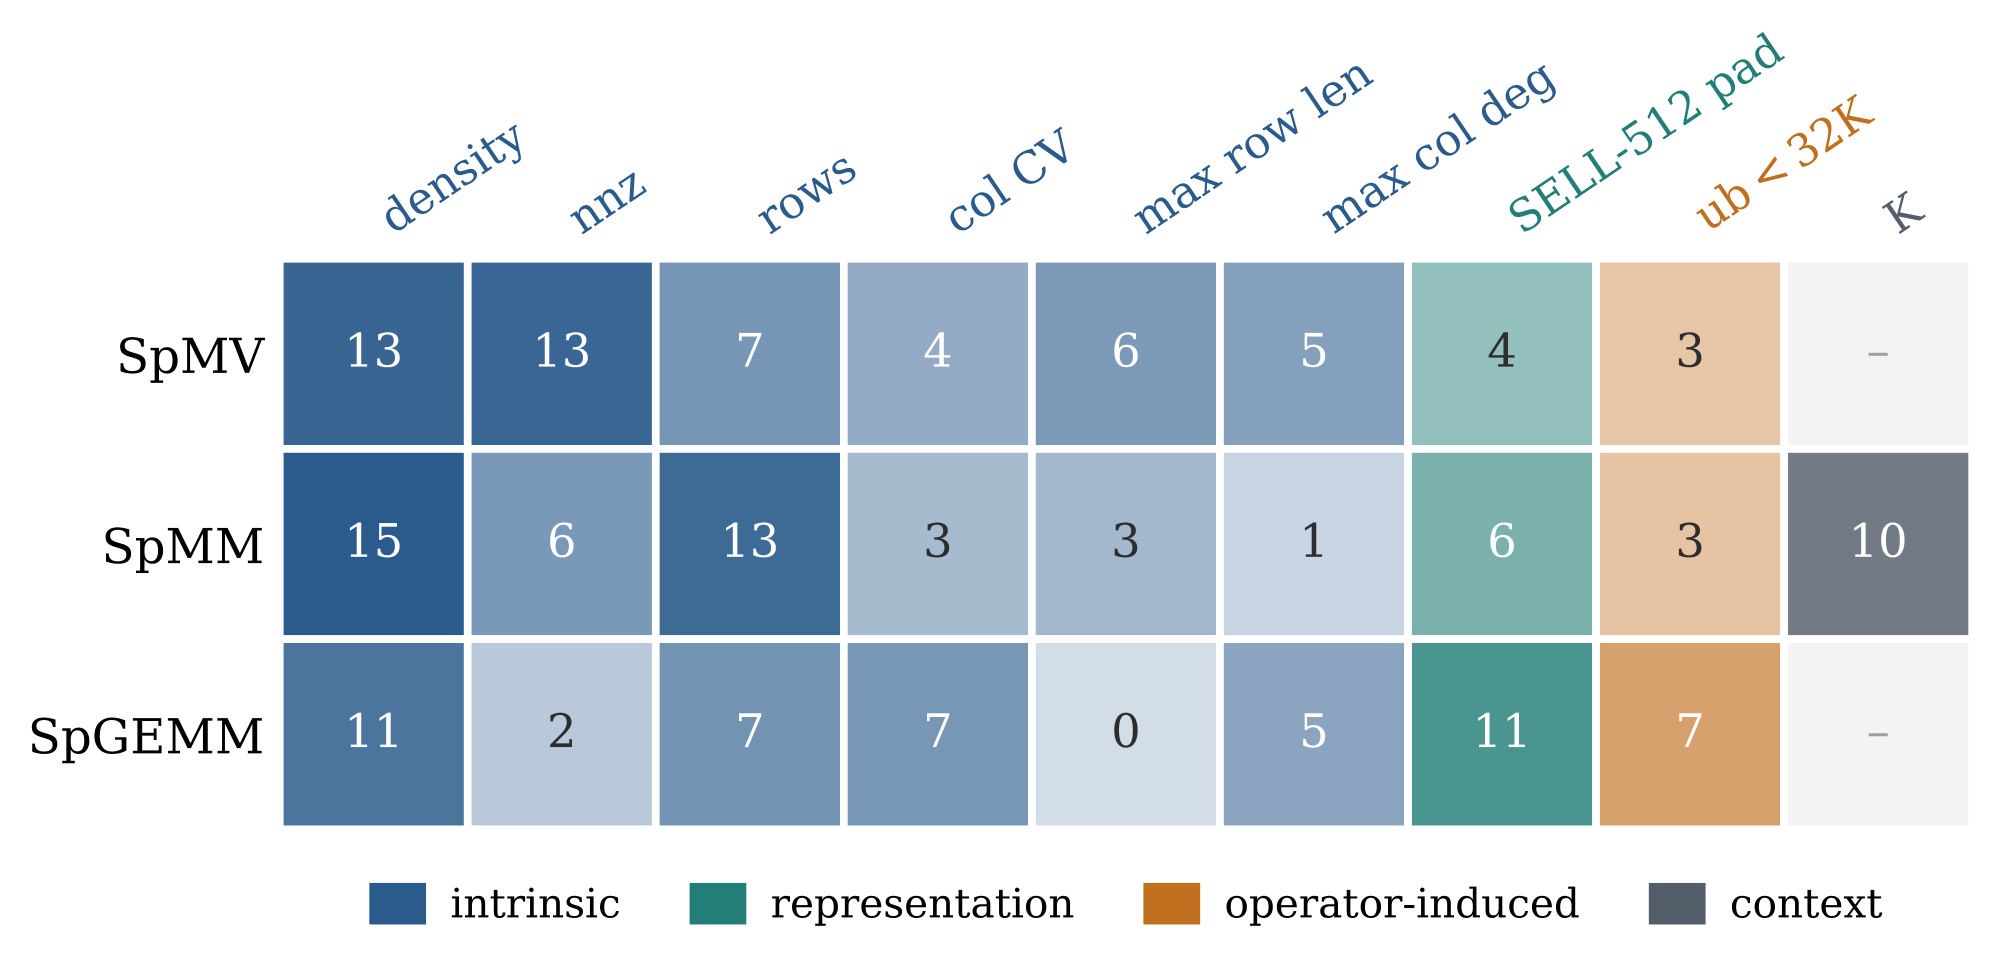 density nnz rows col CV max row len max col deg SELL-512 pad ub < 32K K
SpMV 13 13 7 4 6 5 4 3 –
SpMM 15 6 13 3 3 1 6 3 10
SpGEMM 11 2 7 7 0 5 11 7 –
intrinsic representation operator-induced context